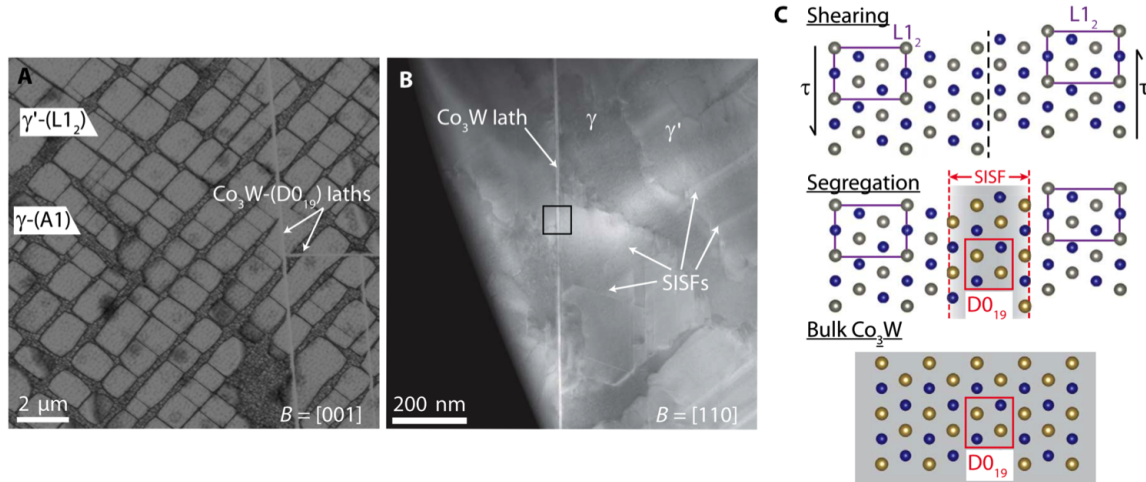 A
γ'-(L1₂)
Co₃W-(D0₁₉) laths
γ-(A1)
2 μm
B = [001]
B
Co₃W lath
γ
γ'
SISFs
200 nm
B = [110]
C
Shearing
L1₂
L1₂
τ
τ
SISF
Segregation
D0₁₉
Bulk Co₃W
D0₁₉